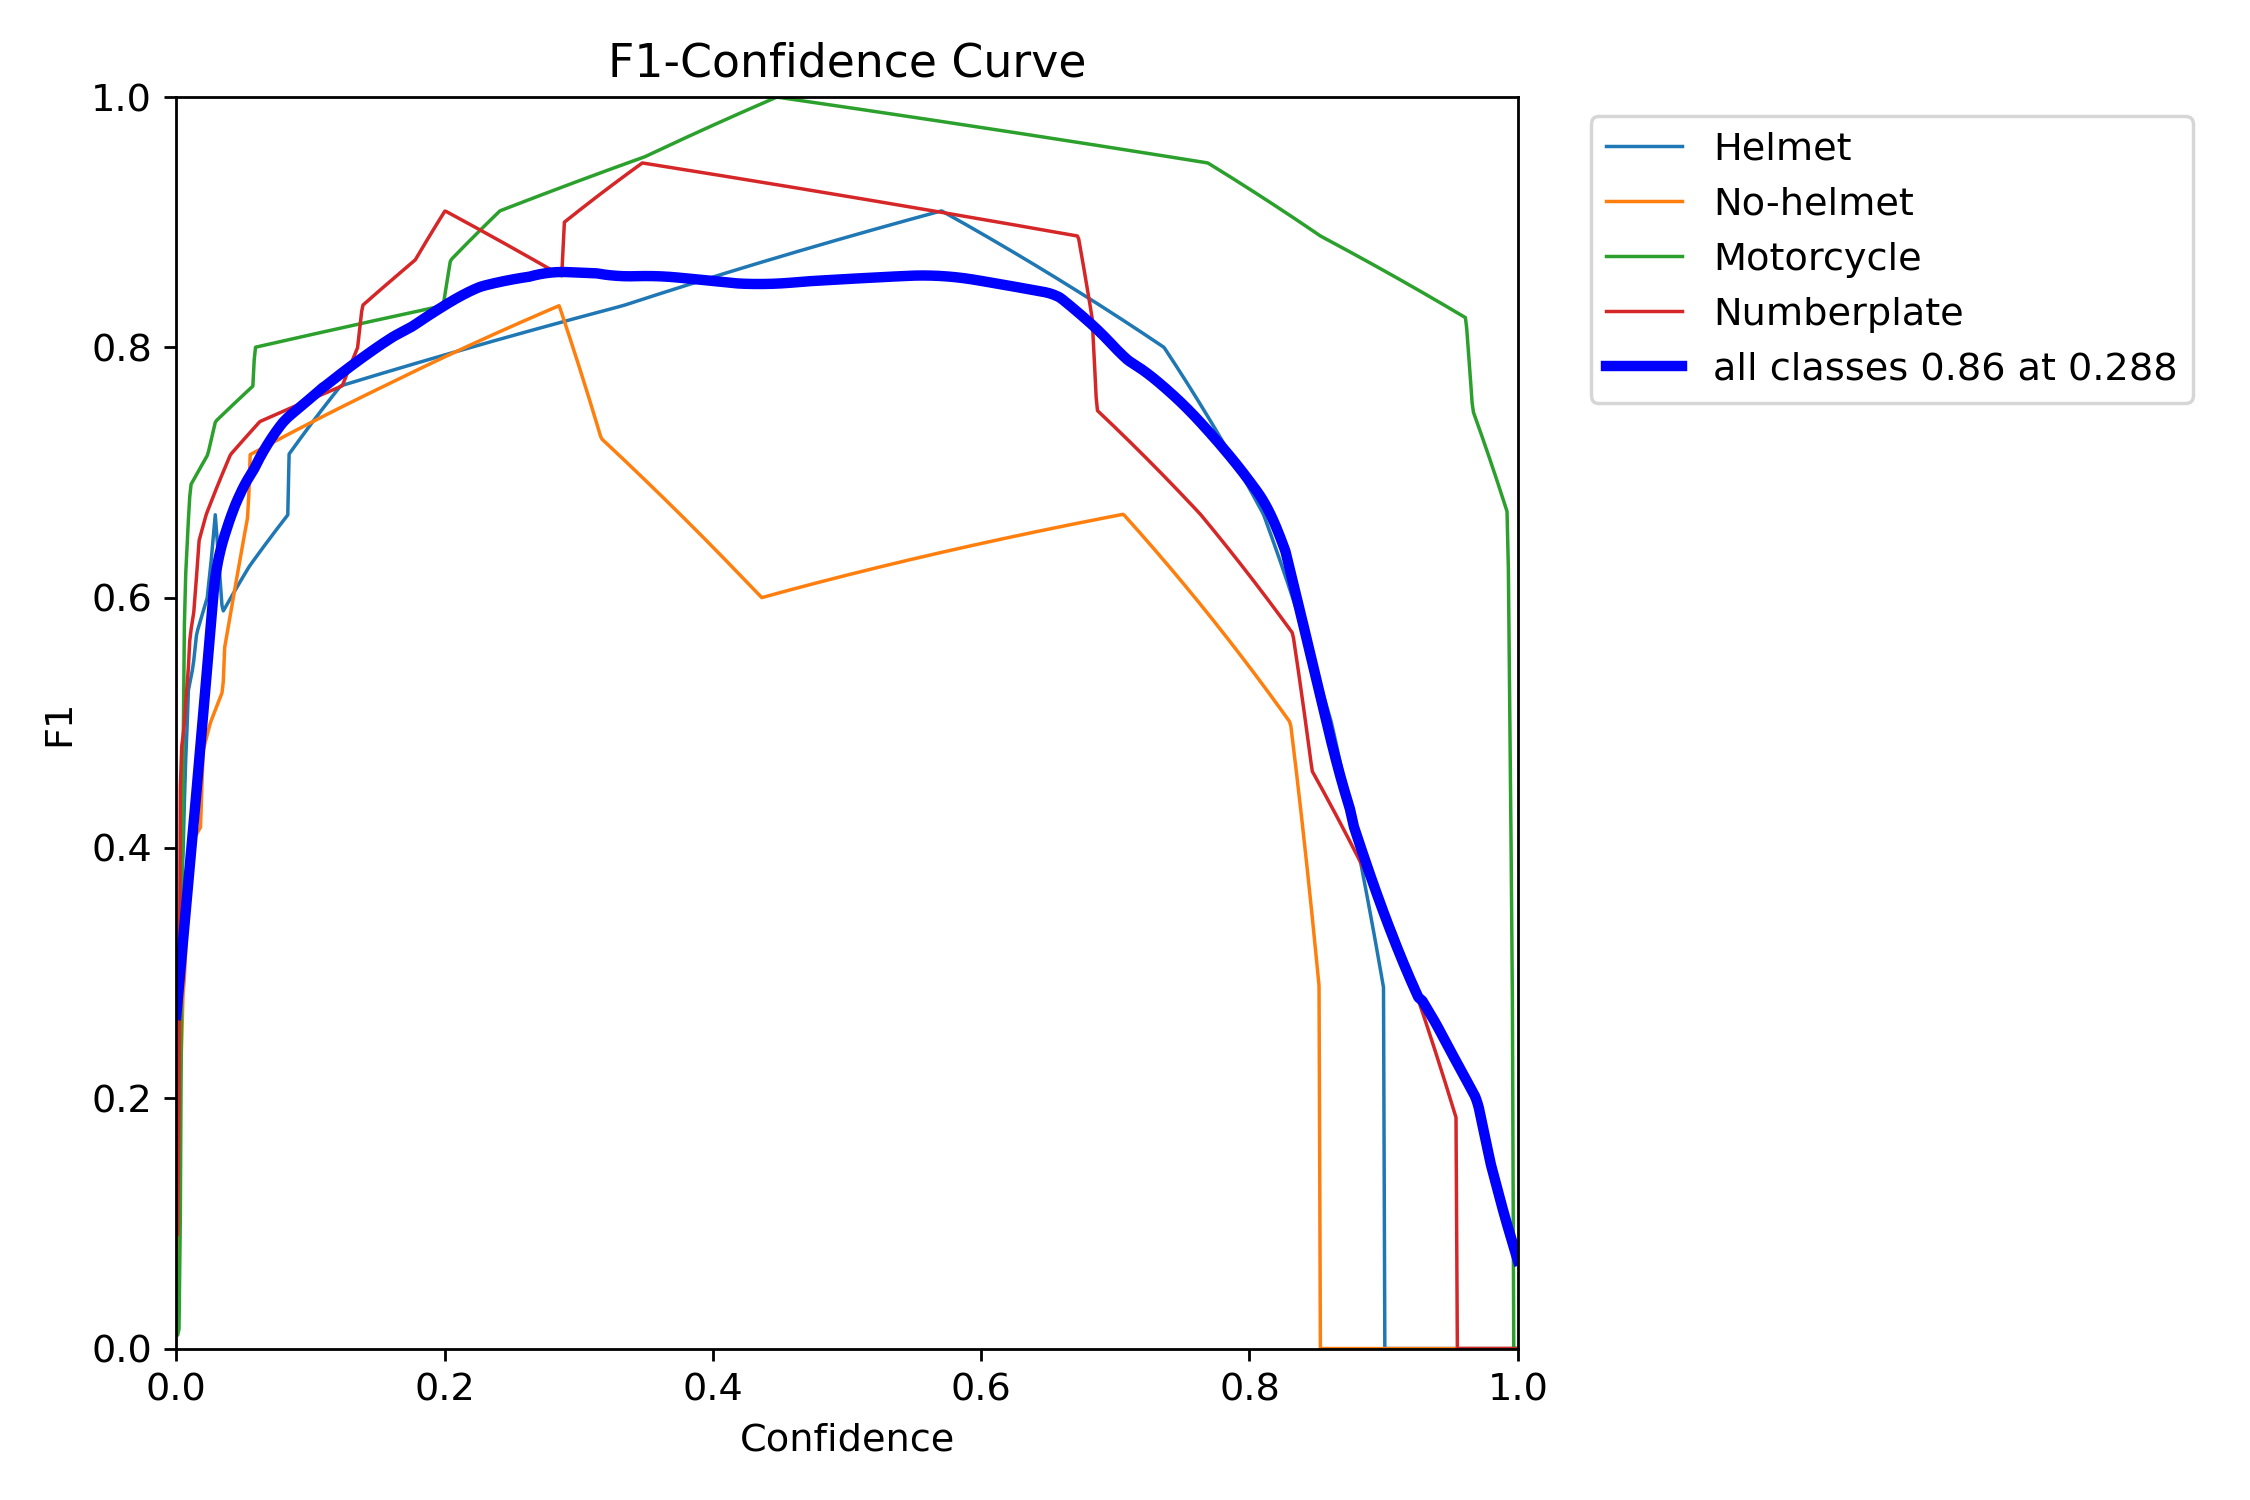 F1-Confidence Curve
1.0
0.8
0.6
0.4
0.2
0.0
F1
0.0 0.2 0.4 0.6 0.8 1.0
Confidence
Helmet
No-helmet
Motorcycle
Numberplate
all classes 0.86 at 0.288